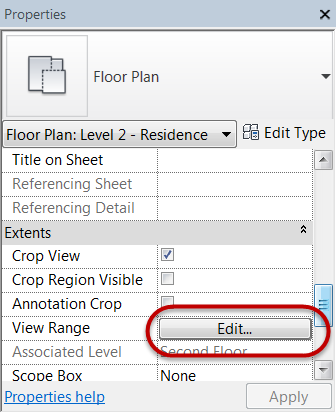 Properties
Floor Plan
Floor Plan: Level 2 - Residence Edit Type
Title on Sheet
Referencing Sheet
Referencing Detail
Extents
Crop View
Crop Region Visible
Annotation Crop
View Range Edit...
Associated Level Second Floor
Scope Box None
Properties help Apply